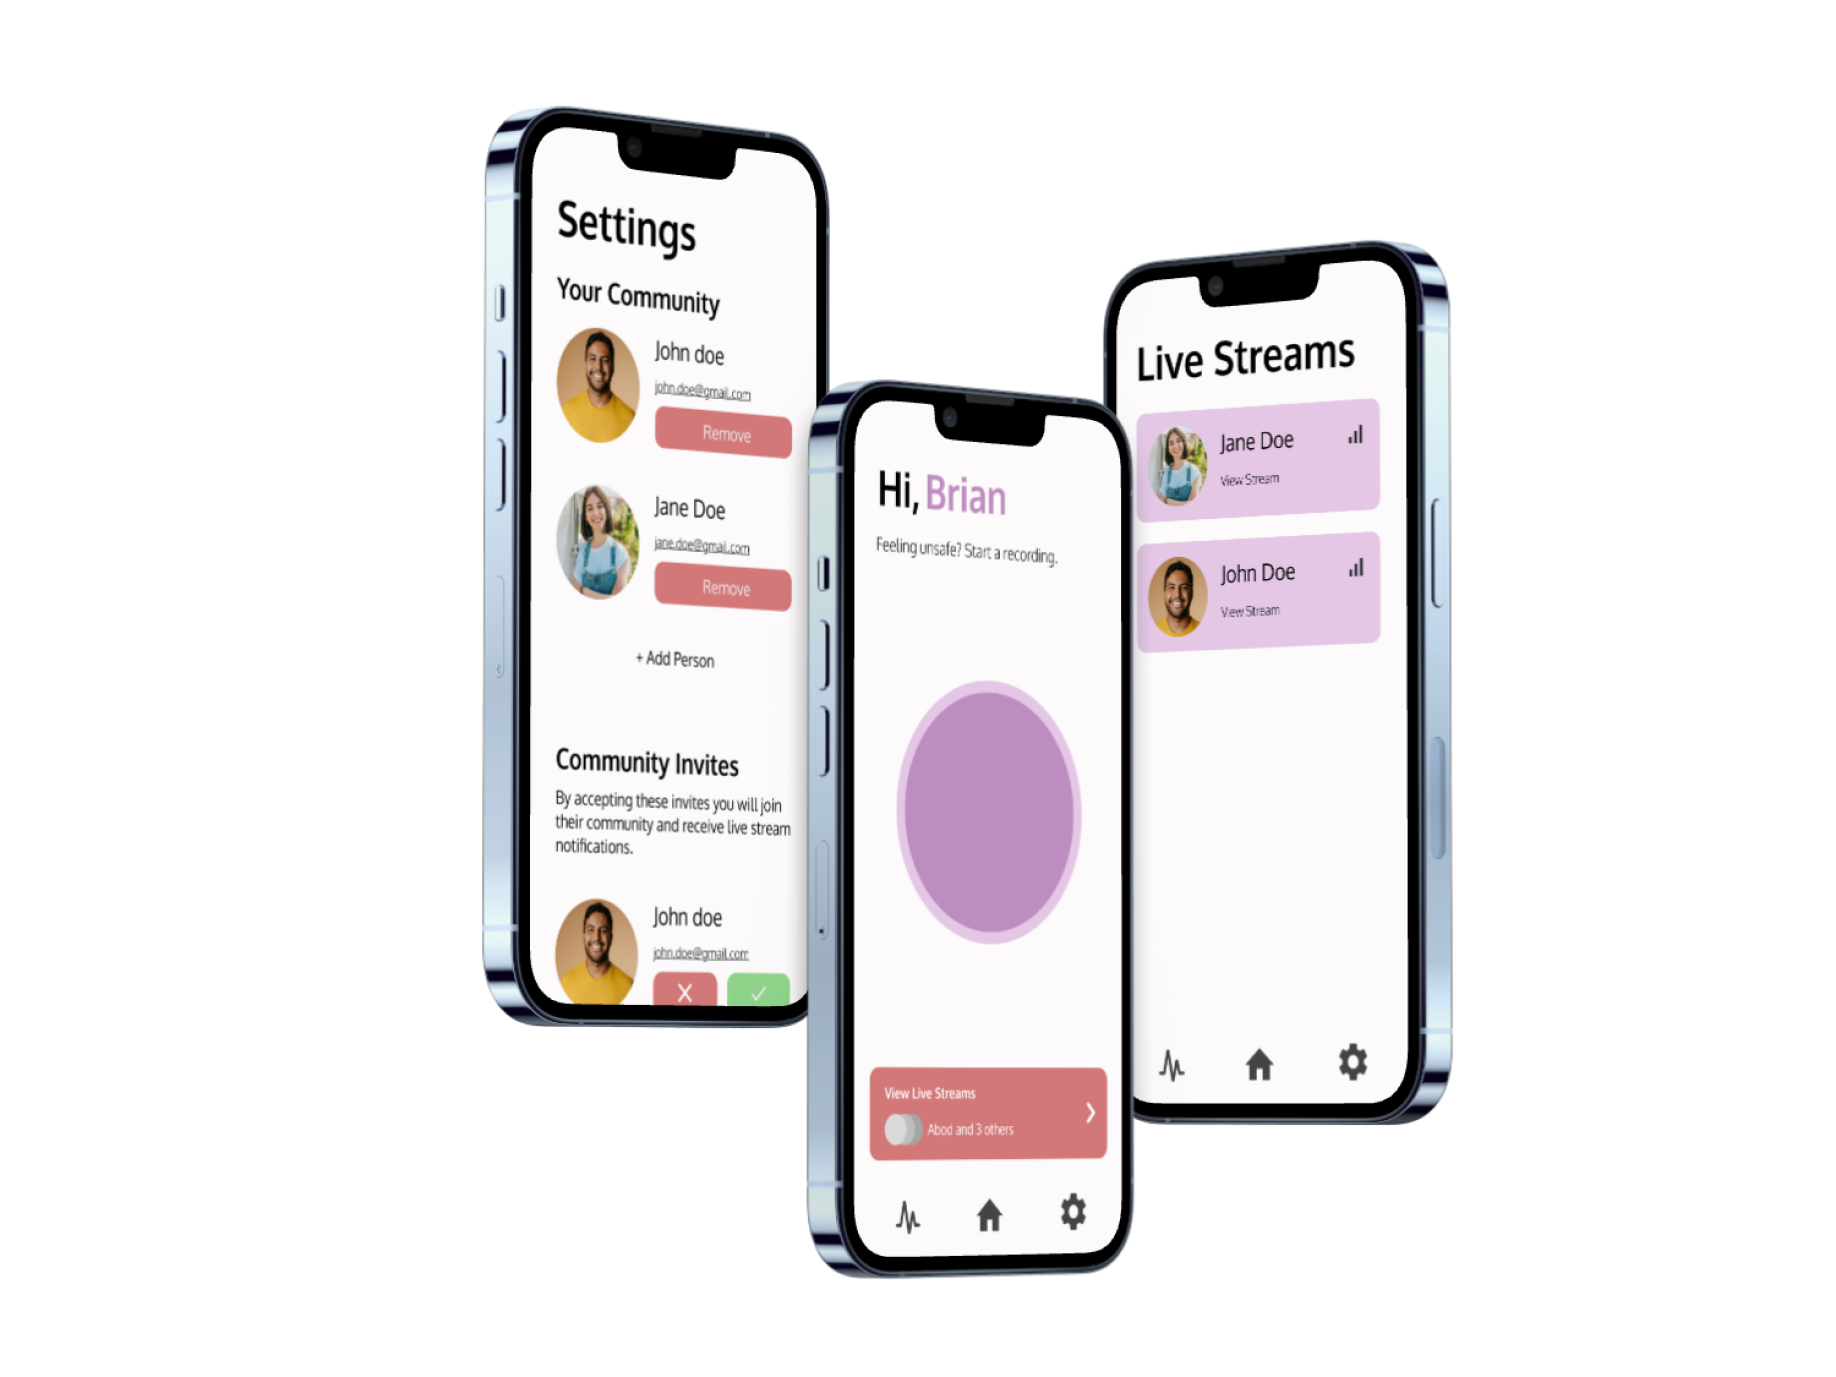 Settings
Your Community
John doe
john.doe@gmail.com
Remove
Jane Doe
jane.doe@gmail.com
Remove
+ Add Person
Community Invites
By accepting these invites you will join
their community and receive live stream
notifications.
John doe
john.doe@gmail.com
Hi, Brian
Feeling unsafe? Start a recording.
View Live Streams
Abod and 3 others
Live Streams
Jane Doe
View Stream
John Doe
View Stream